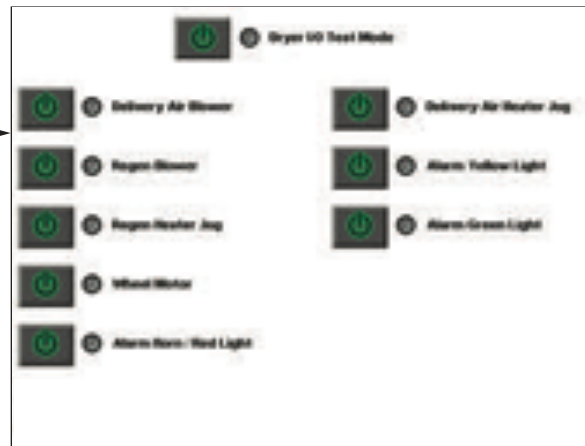 Dryer I/O Test Mode
Delivery Air Blower
Delivery Air Heater Jog
Regen Blower
Alarm Yellow Light
Regen Heater Jog
Alarm Green Light
Wheel Motor
Alarm Horn / Red Light